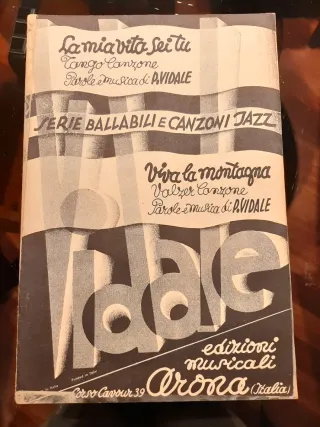 La mia vita sei tu
Tango Canzone
Parole e musica di P.VIDALE
SERIE BALLABILI E CANZONI JAZZ
Viva la montagna
Valzer Canzone
Parole e musica di P.VIDALE
Vidale
edizioni
musicali
Arona (Italia)
Corso Cavour 39